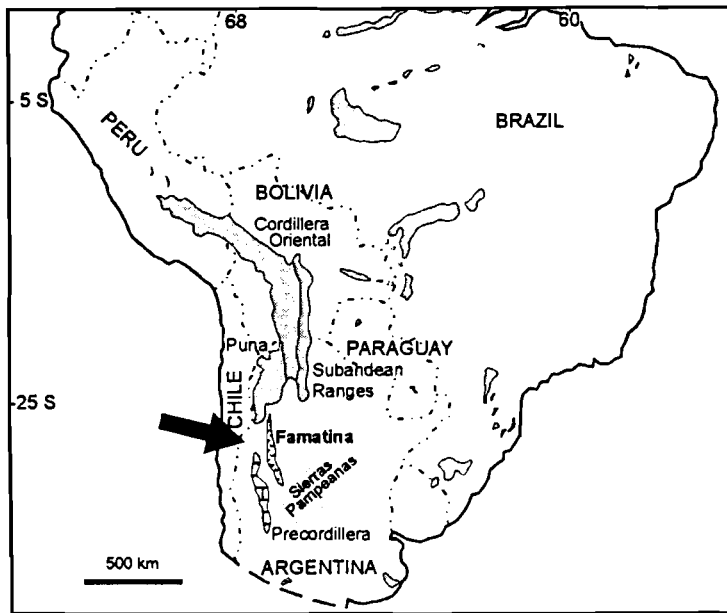 68
60
5 S
PERU
BRAZIL
BOLIVIA
Cordillera
Oriental
Puna
PARAGUAY
Subandean
Ranges
CHILE
25 S
Famatina
Sierras
Pampeanas
Precordillera
500 km
ARGENTINA